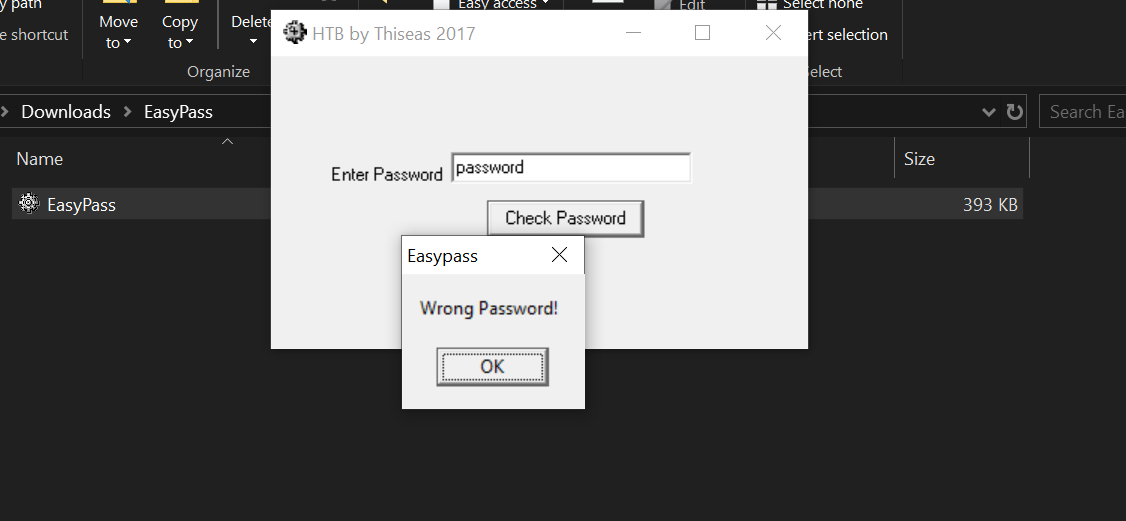 y path
Move
to
Copy
to
Delete
Easy access
Edit
Select none
e shortcut
ert selection
Organize
elect
HTB by Thiseas 2017
Downloads
EasyPass
Search Ea
Name
Size
EasyPass
393 KB
Enter Password
password
Check Password
Easypass
Wrong Password!
OK